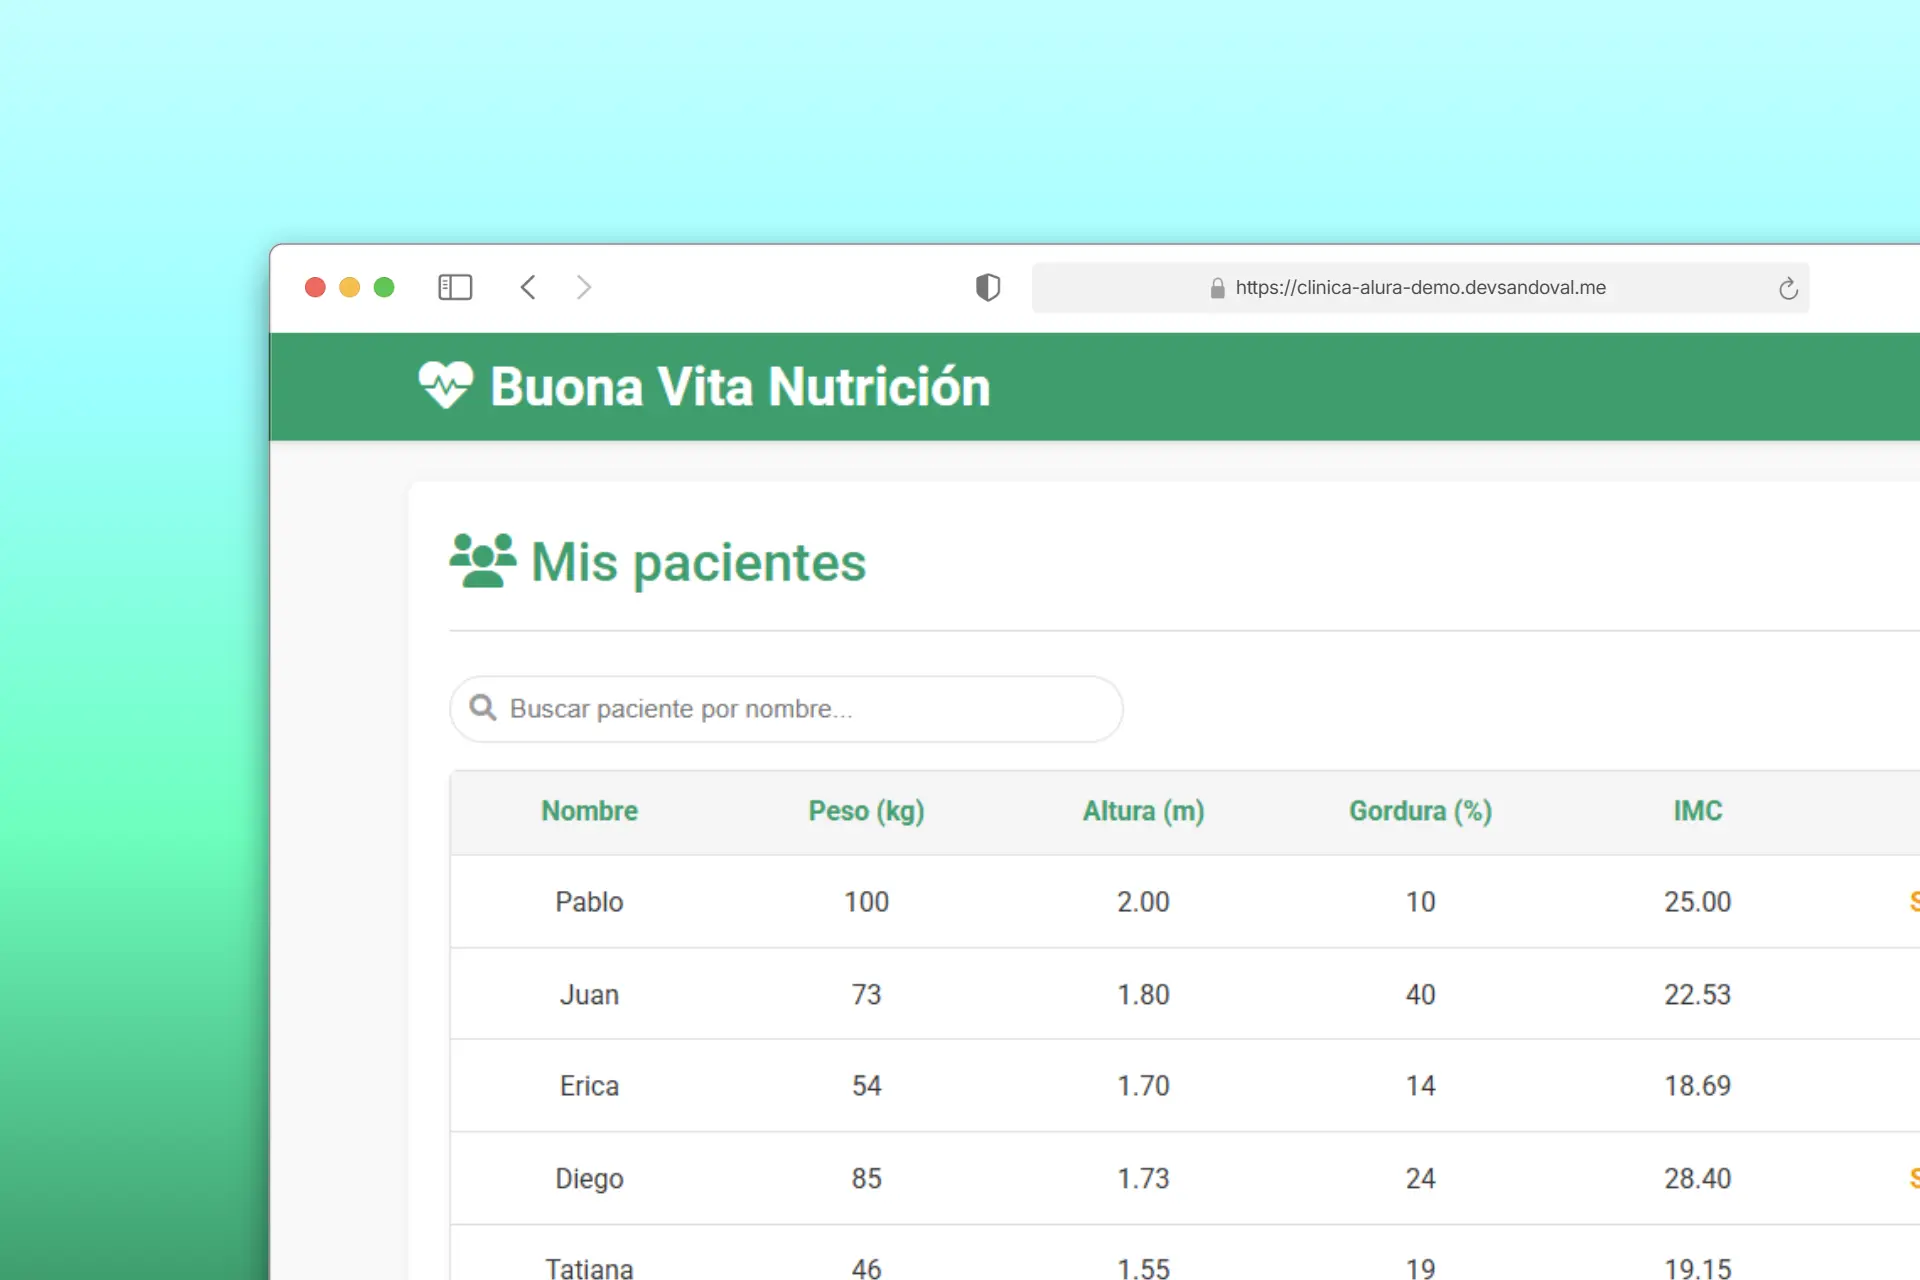 https://clinica-alura-demo.devsandoval.me
Buona Vita Nutrición
Mis pacientes
Buscar paciente por nombre...
Nombre Peso (kg) Altura (m) Gordura (%) IMC
Pablo 100 2.00 10 25.00
Juan 73 1.80 40 22.53
Erica 54 1.70 14 18.69
Diego 85 1.73 24 28.40
Tatiana 46 1.55 19 19.15